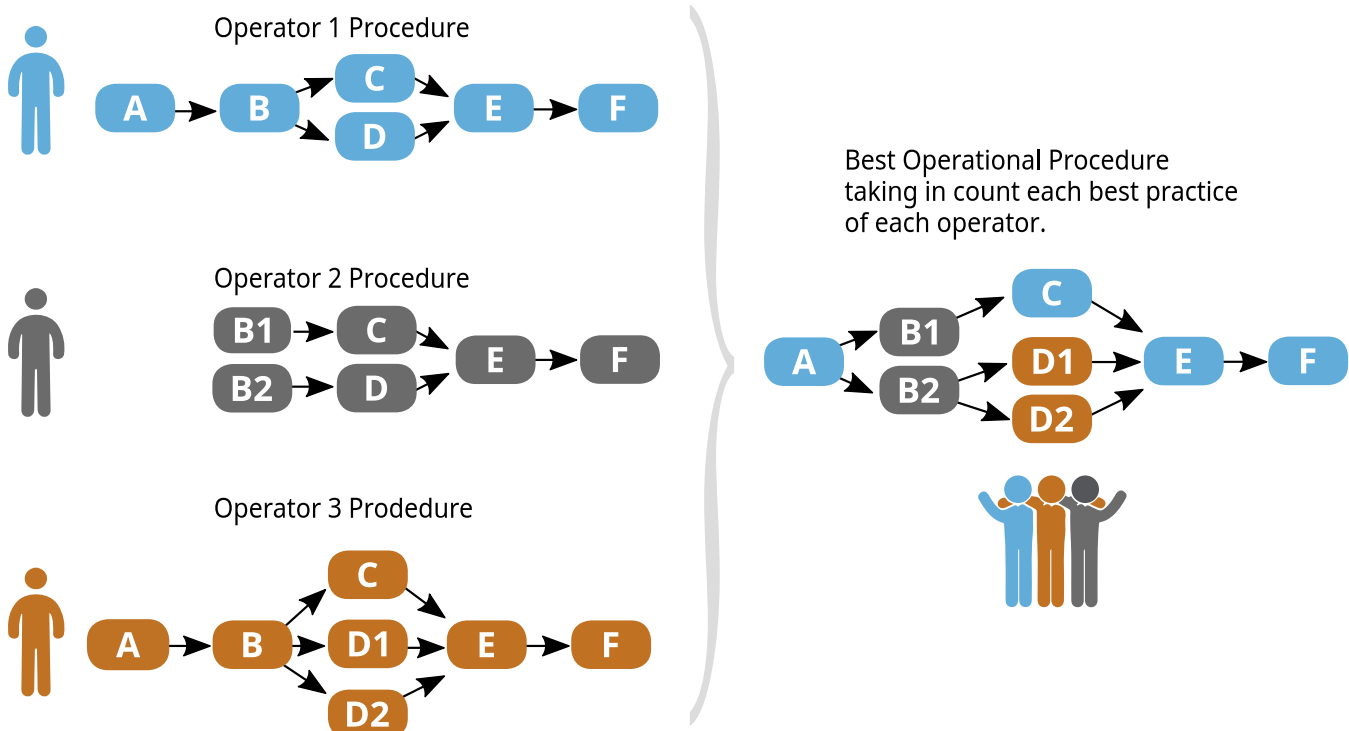 Operator 1 Procedure
A
B
C
D
E
F
Operator 2 Procedure
B1
B2
C
D
E
F
Operator 3 Prodedure
A
B
C
D1
D2
E
F
Best Operational Procedure
taking in count each best practice
of each operator.
A
B1
B2
C
D1
D2
E
F